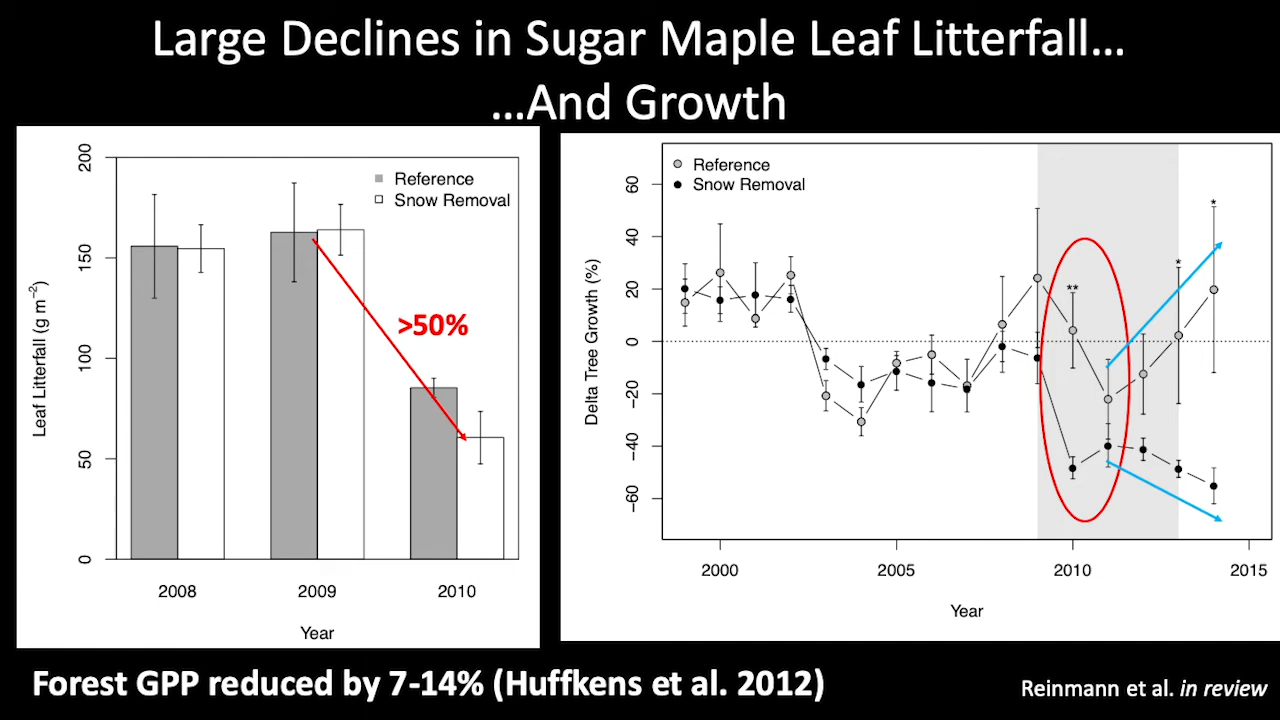 Large Declines in Sugar Maple Leaf Litterfall…
…And Growth
Leaf Litterfall (g m⁻²)
200
150
100
50
0
Reference
Snow Removal
>50%
2008 2009 2010
Year
Delta Tree Growth (%)
60
40
20
0
−20
−40
−60
Reference
Snow Removal
**
*
*
2000 2005 2010 2015
Year
Forest GPP reduced by 7-14% (Huffkens et al. 2012)
Reinmann et al. in review